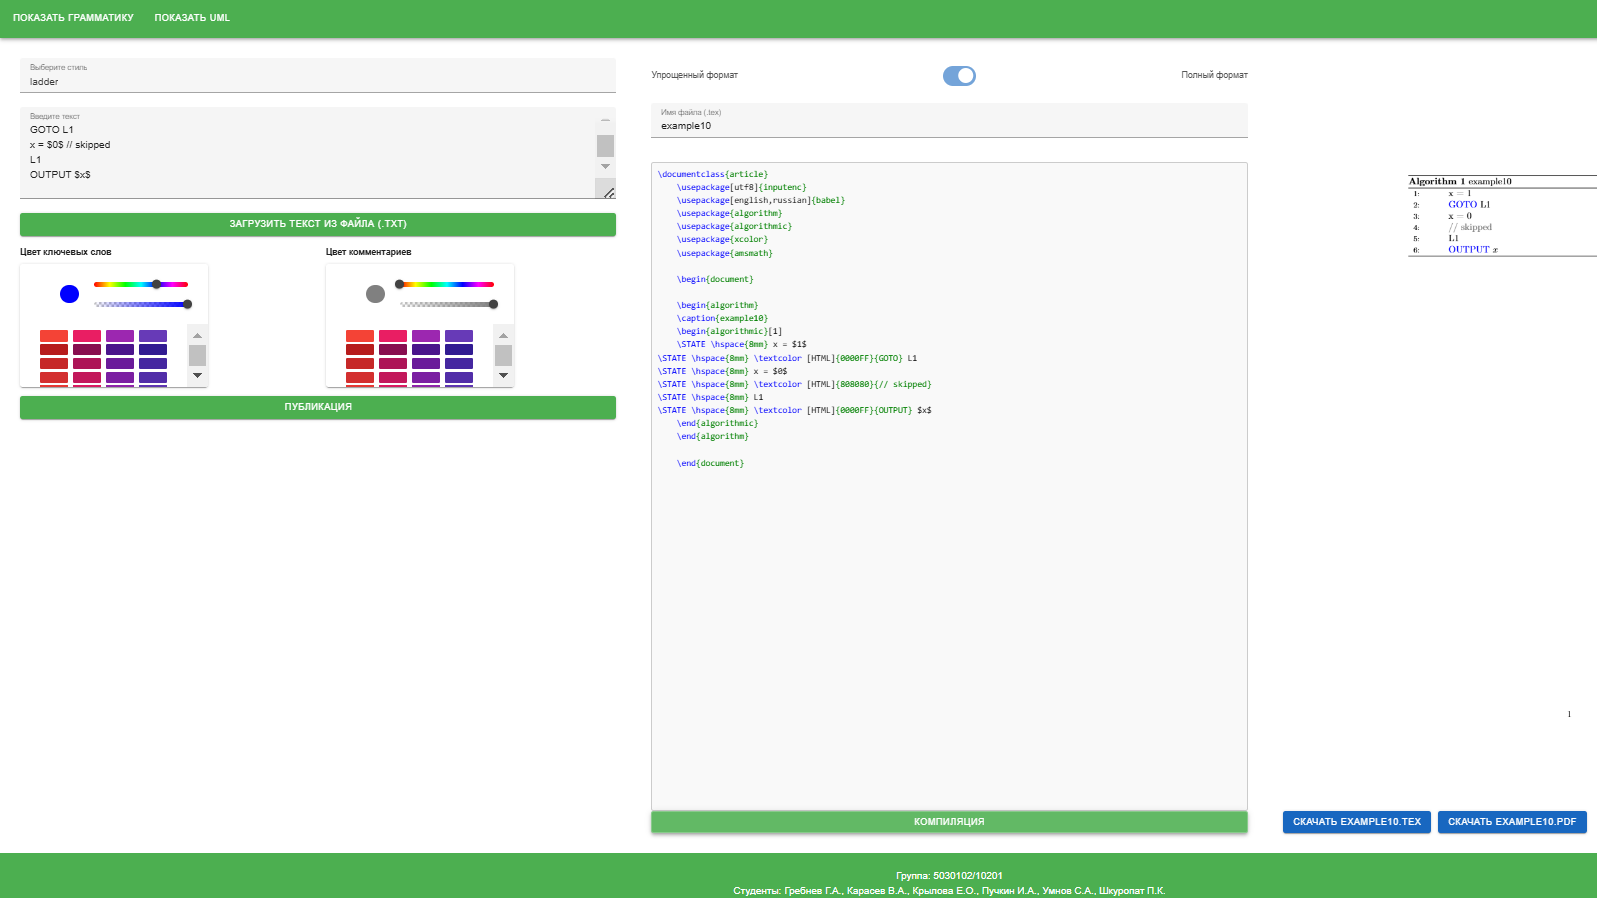 ПОКАЗАТЬ ГРАММАТИКУ ПОКАЗАТЬ UML
Выберите стиль
ladder
Введите текст
GOTO L1
x = $0$ // skipped
L1
OUTPUT $x$
ЗАГРУЗИТЬ ТЕКСТ ИЗ ФАЙЛА (.TXT)
Цвет ключевых слов
Цвет комментариев
ПУБЛИКАЦИЯ
Упрощенный формат
Полный формат
Имя файла (.tex)
example10
\documentclass{article}
\usepackage[utf8]{inputenc}
\usepackage[english,russian]{babel}
\usepackage{algorithm}
\usepackage{algorithmic}
\usepackage{xcolor}
\usepackage{amsmath}
\begin{document}
\begin{algorithm}
\caption{example10}
\begin{algorithmic}[1]
\STATE \hspace{8mm} x = $1$
\STATE \hspace{8mm} \textcolor [HTML]{0000FF}{GOTO} L1
\STATE \hspace{8mm} x = $0$
\STATE \hspace{8mm} \textcolor [HTML]{808080}{// skipped}
\STATE \hspace{8mm} L1
\STATE \hspace{8mm} \textcolor [HTML]{0000FF}{OUTPUT} $x$
\end{algorithmic}
\end{algorithm}
\end{document}
КОМПИЛЯЦИЯ
Algorithm 1 example10
1: x = 1
2: GOTO L1
3: x = 0
4: // skipped
5: L1
6: OUTPUT x
1
СКАЧАТЬ EXAMPLE10.TEX СКАЧАТЬ EXAMPLE10.PDF
Группа: 5030102/10201
Студенты: Гребнев Г.А., Карасев В.А., Крылова Е.О., Пучкин И.А., Умнов С.А., Шкуропат П.К.